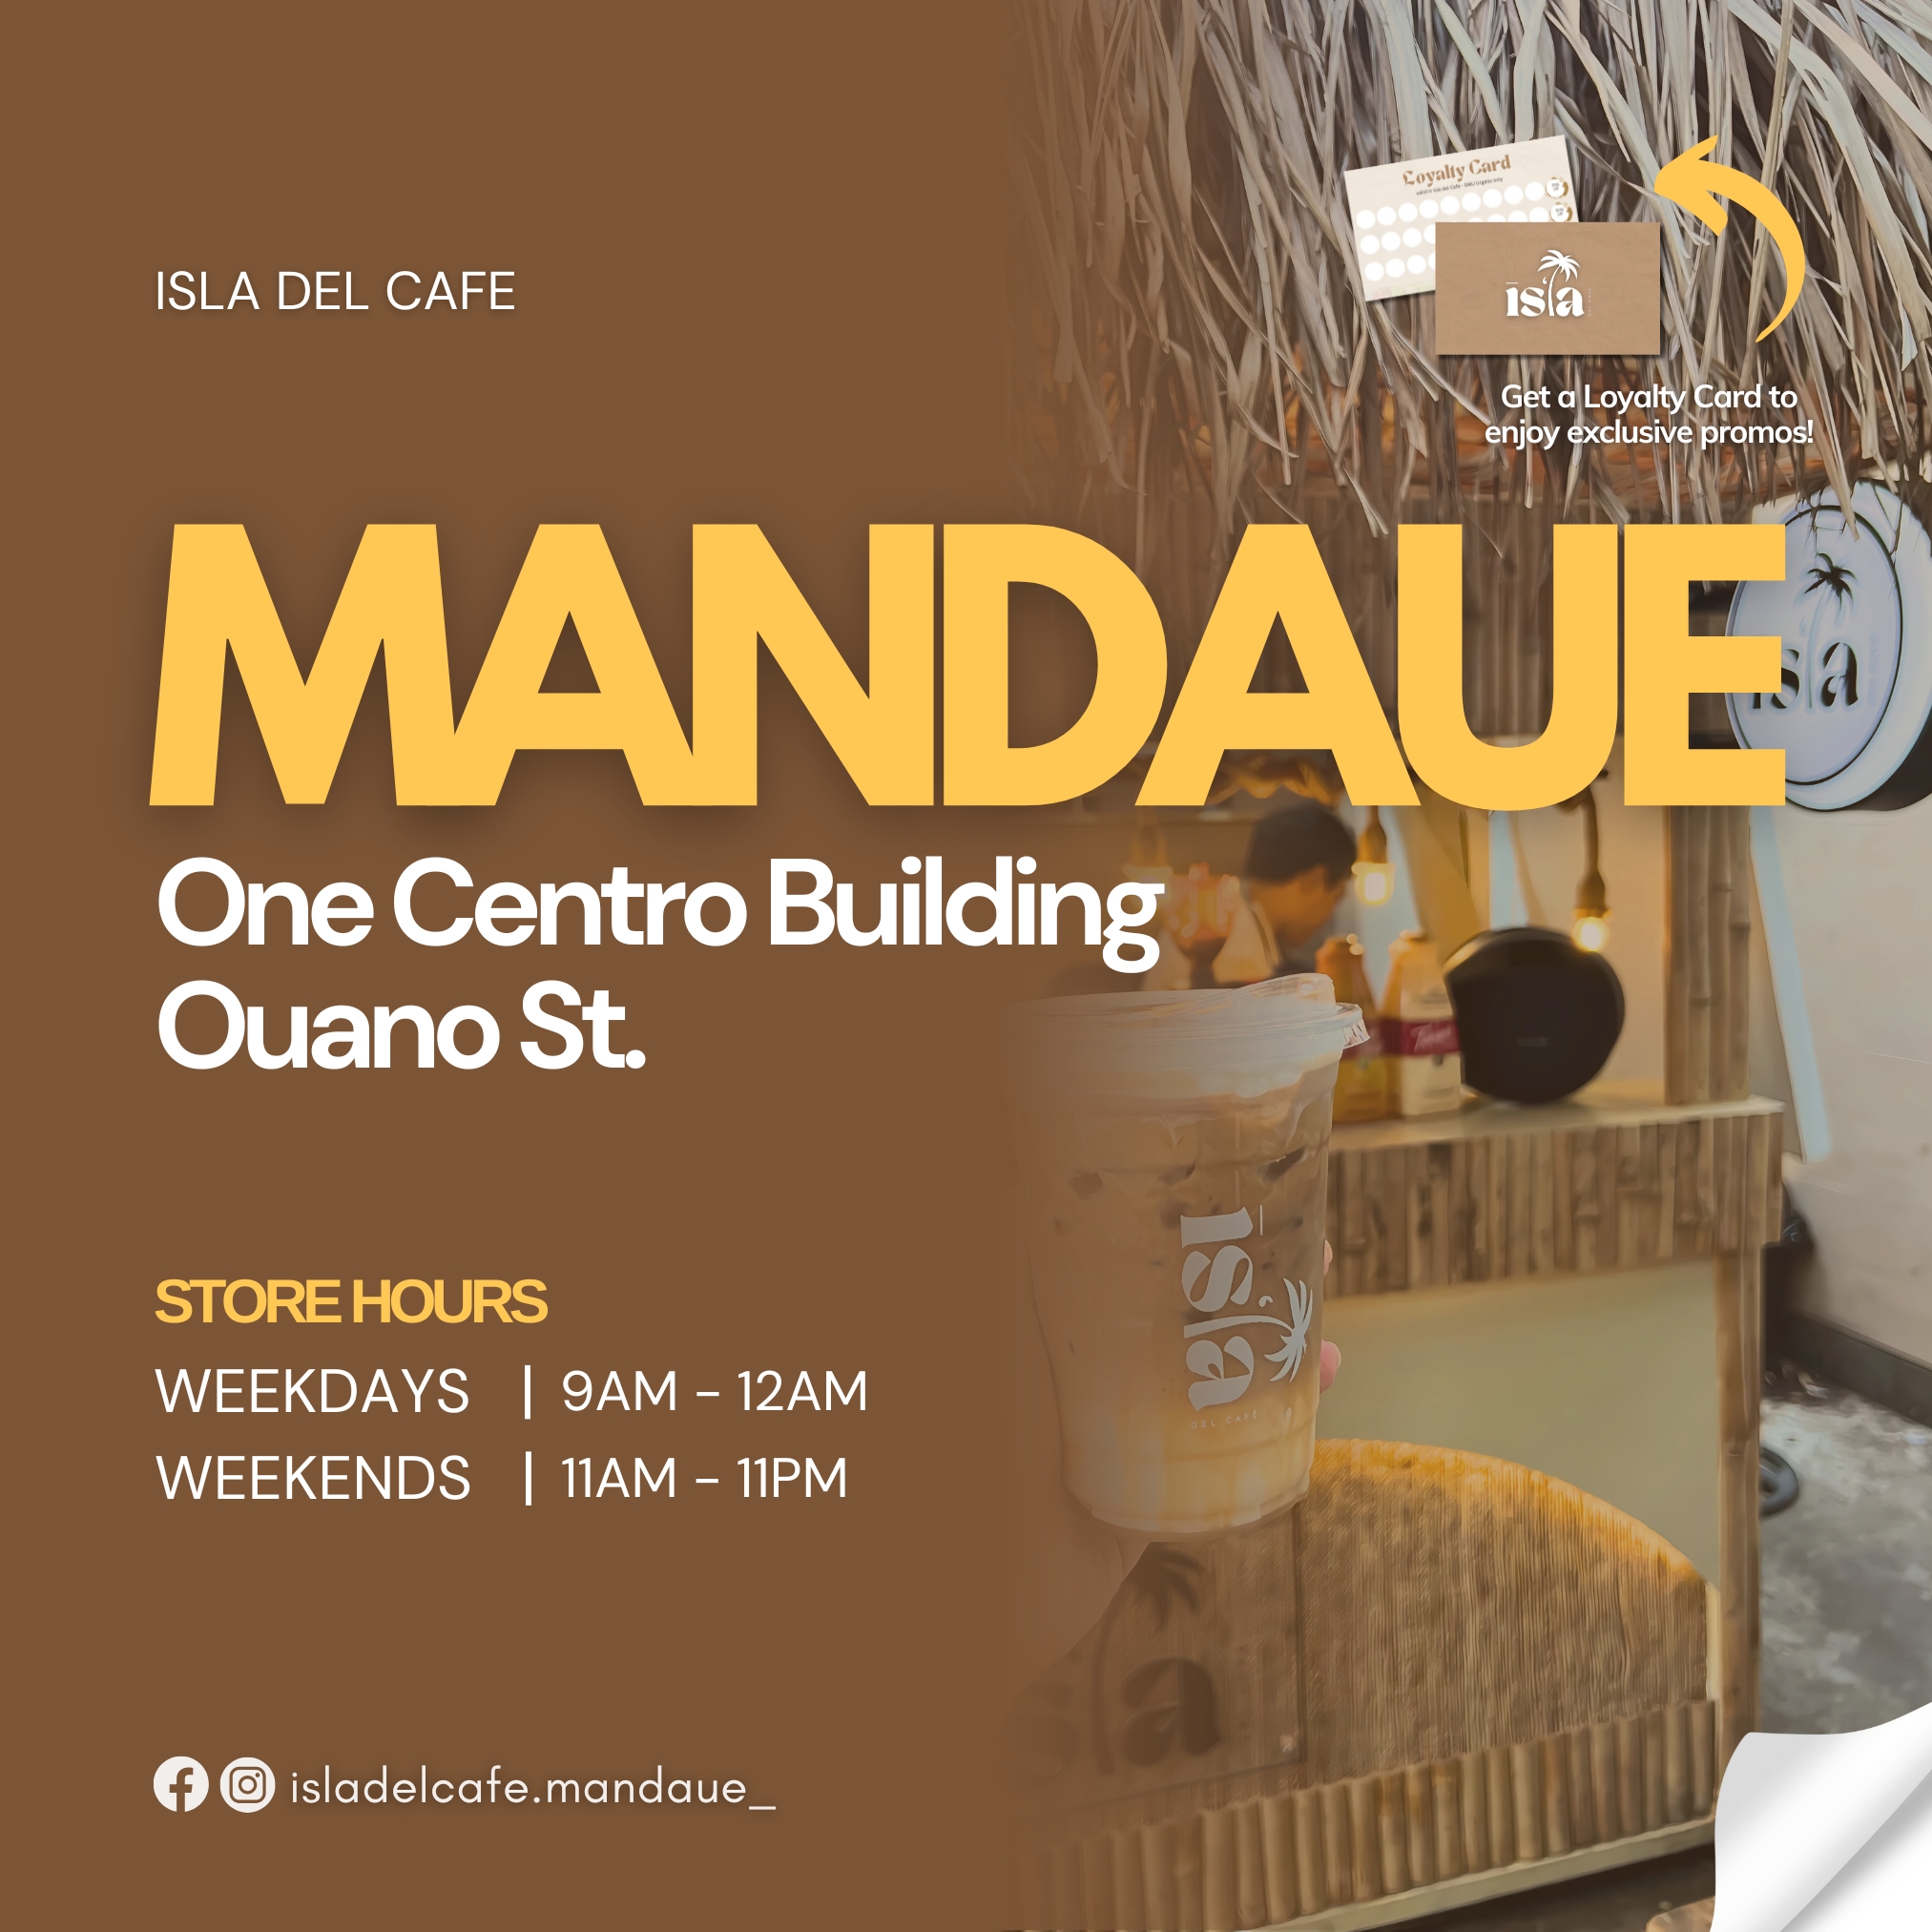 ISLA DEL CAFE
Loyalty Card
isla
Get a Loyalty Card to
enjoy exclusive promos!
MANDAUE
isla
One Centro Building
Ouano St.
isla
DEL CAFE
STORE HOURS
WEEKDAYS | 9AM - 12AM
WEEKENDS | 11AM - 11PM
isladelcafe.mandaue_